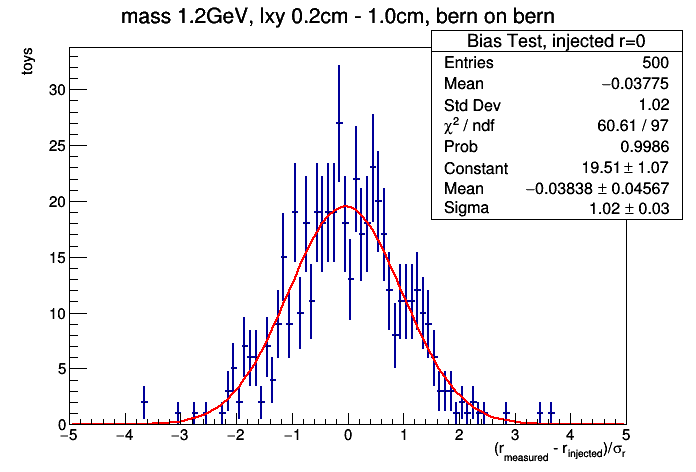 mass 1.2GeV, lxy 0.2cm - 1.0cm, bern on bern
toys
Bias Test, injected r=0
Entries 500
Mean −0.03775
Std Dev 1.02
χ² / ndf 60.61 / 97
Prob 0.9986
Constant 19.51 ± 1.07
Mean −0.03838 ± 0.04567
Sigma 1.02 ± 0.03
30
25
20
15
10
5
0
−5 −4 −3 −2 −1 0 1 2 3 4 5
(r_measured - r_injected)/σ_r